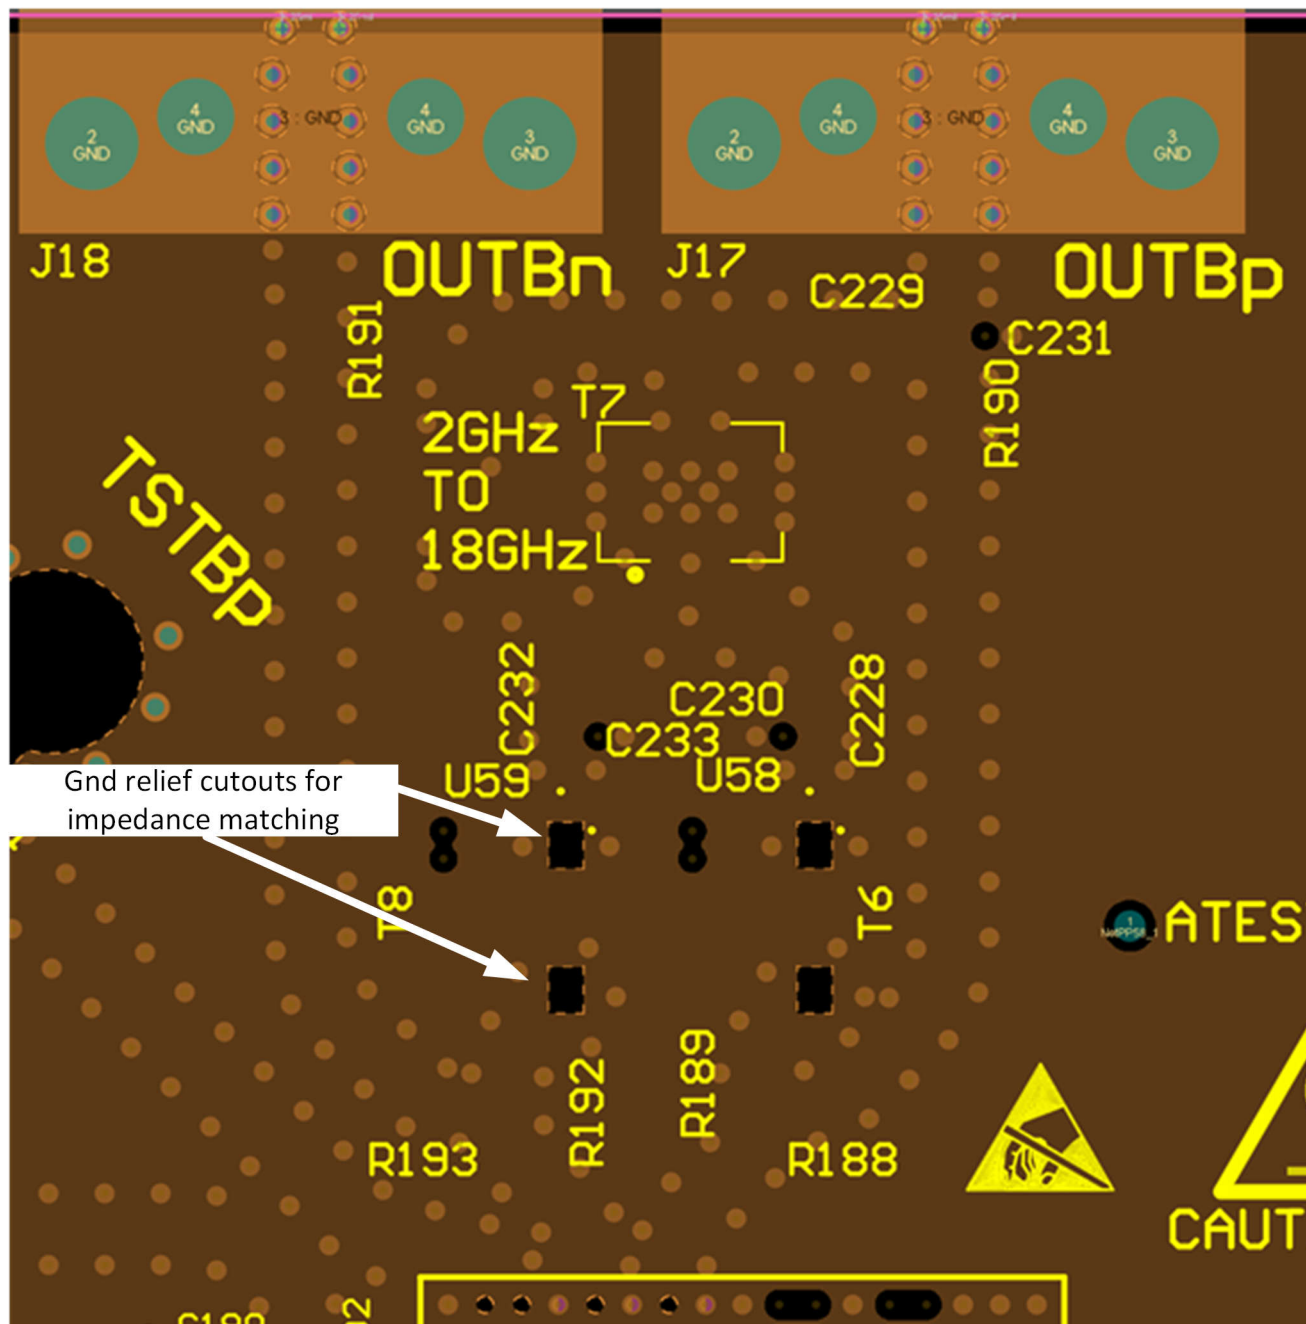 2
GND
4
GND
3 : GND
4
GND
3
GND
2
GND
4
GND
3 : GND
4
GND
3
GND
J18
OUTBn
J17
C229
OUTBp
R191
C231
R190
T7
2GHz
TO
18GHz
TSTBp
C232
C230
C228
C233
U59
U58
Gnd relief cutouts for
impedance matching
T8
T6
1
ATES
R192
R189
R193
R188
CAUT